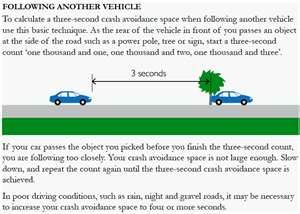 FOLLOWING ANOTHER VEHICLE
To calculate a three-second crash avoidance space when following another vehicle
use this basic technique. As the rear of the vehicle in front of you passes an object
at the side of the road such as a power pole, tree or sign, start a three-second
count ‘one thousand and one, one thousand and two, one thousand and three’.
3 seconds
If your car passes the object you picked before you finish the three-second count,
you are following too closely. Your crash avoidance space is not large enough. Slow
down, and repeat the count again until the three-second crash avoidance space is
achieved.
In poor driving conditions, such as rain, night and gravel roads, it may be necessary
to increase your crash avoidance space to four or more seconds.